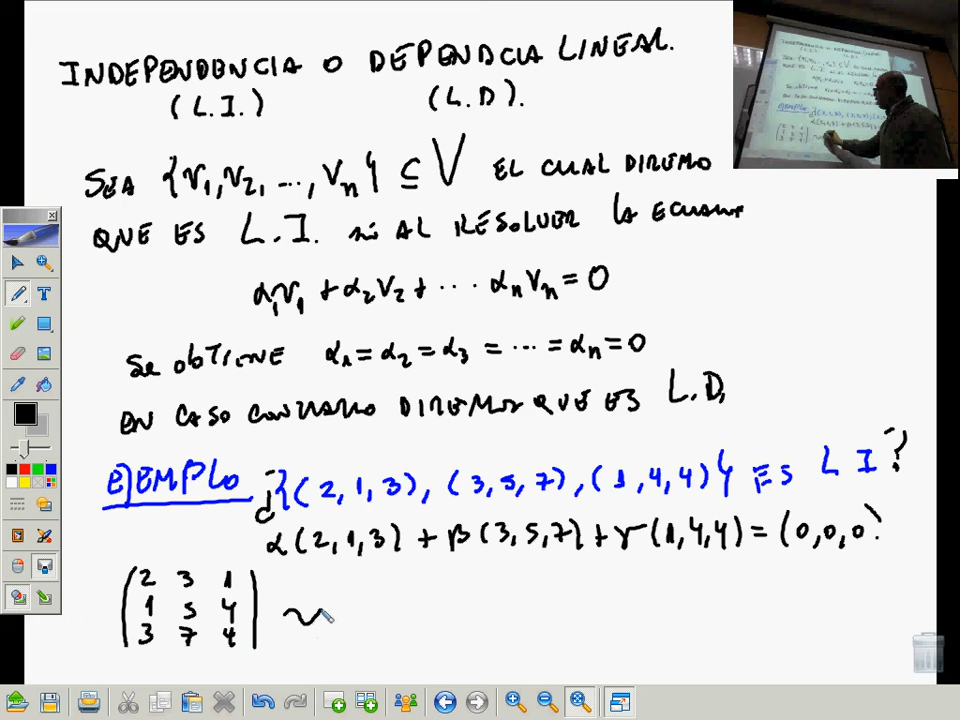 INDEPENDENCIA O DEPENDCIA LINEAL.
(L.I.) (L.D).
SEA {V1, V2, ..., Vn} ⊆ V EL CUAL DIREMO
QUE ES L.I. si AL RESOLVER la
α1V1 + α2V2 + ... αnVn = 0
Se obTIENE α1 = α2 = α3 = ... = αn = 0
EN CASO CONTRARIO DIREMOS QUE ES L.D,
EJEMPLO ¿{(2,1,3), (3,5,7), (1,4,4)} ES L I?
α(2,1,3) + β(3,5,7) + γ(1,4,4) = (0,0,0)
2 3 1
1 5 4 ~
3 7 4